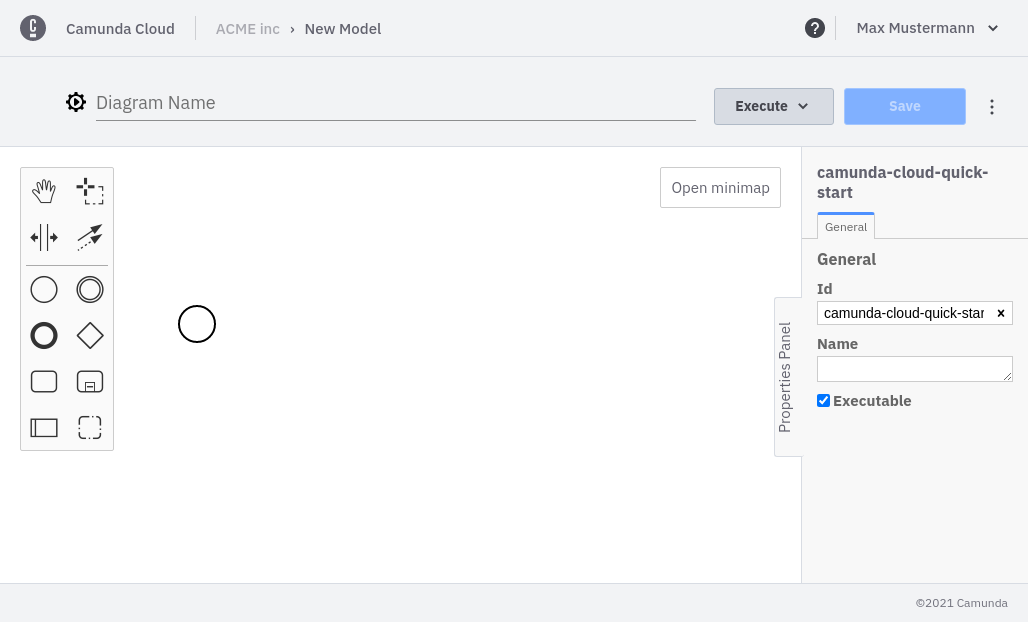 Camunda Cloud
ACME inc › New Model
Max Mustermann
Diagram Name
Execute
Save
Open minimap
Properties Panel
camunda-cloud-quick-
start
General
General
Id
camunda-cloud-quick-star
Name
Executable
©2021 Camunda